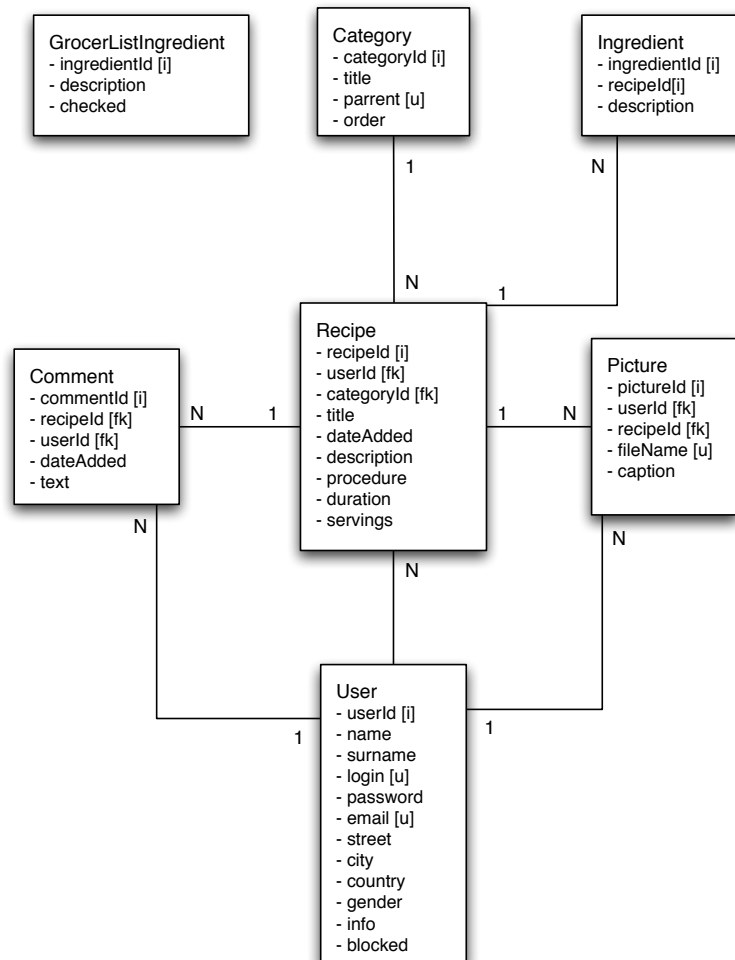 GrocerListIngredient
- ingredientId [i]
- description
- checked
Category
- categoryId [i]
- title
- parrent [u]
- order
Ingredient
- ingredientId [i]
- recipeId[i]
- description
1
N
N
1
Recipe
- recipeId [i]
- userId [fk]
- categoryId [fk]
- title
- dateAdded
- description
- procedure
- duration
- servings
Comment
- commentId [i]
- recipeId [fk]
- userId [fk]
- dateAdded
- text
N
1
1
N
Picture
- pictureId [i]
- userId [fk]
- recipeId [fk]
- fileName [u]
- caption
N
N
N
1
1
User
- userId [i]
- name
- surname
- login [u]
- password
- email [u]
- street
- city
- country
- gender
- info
- blocked